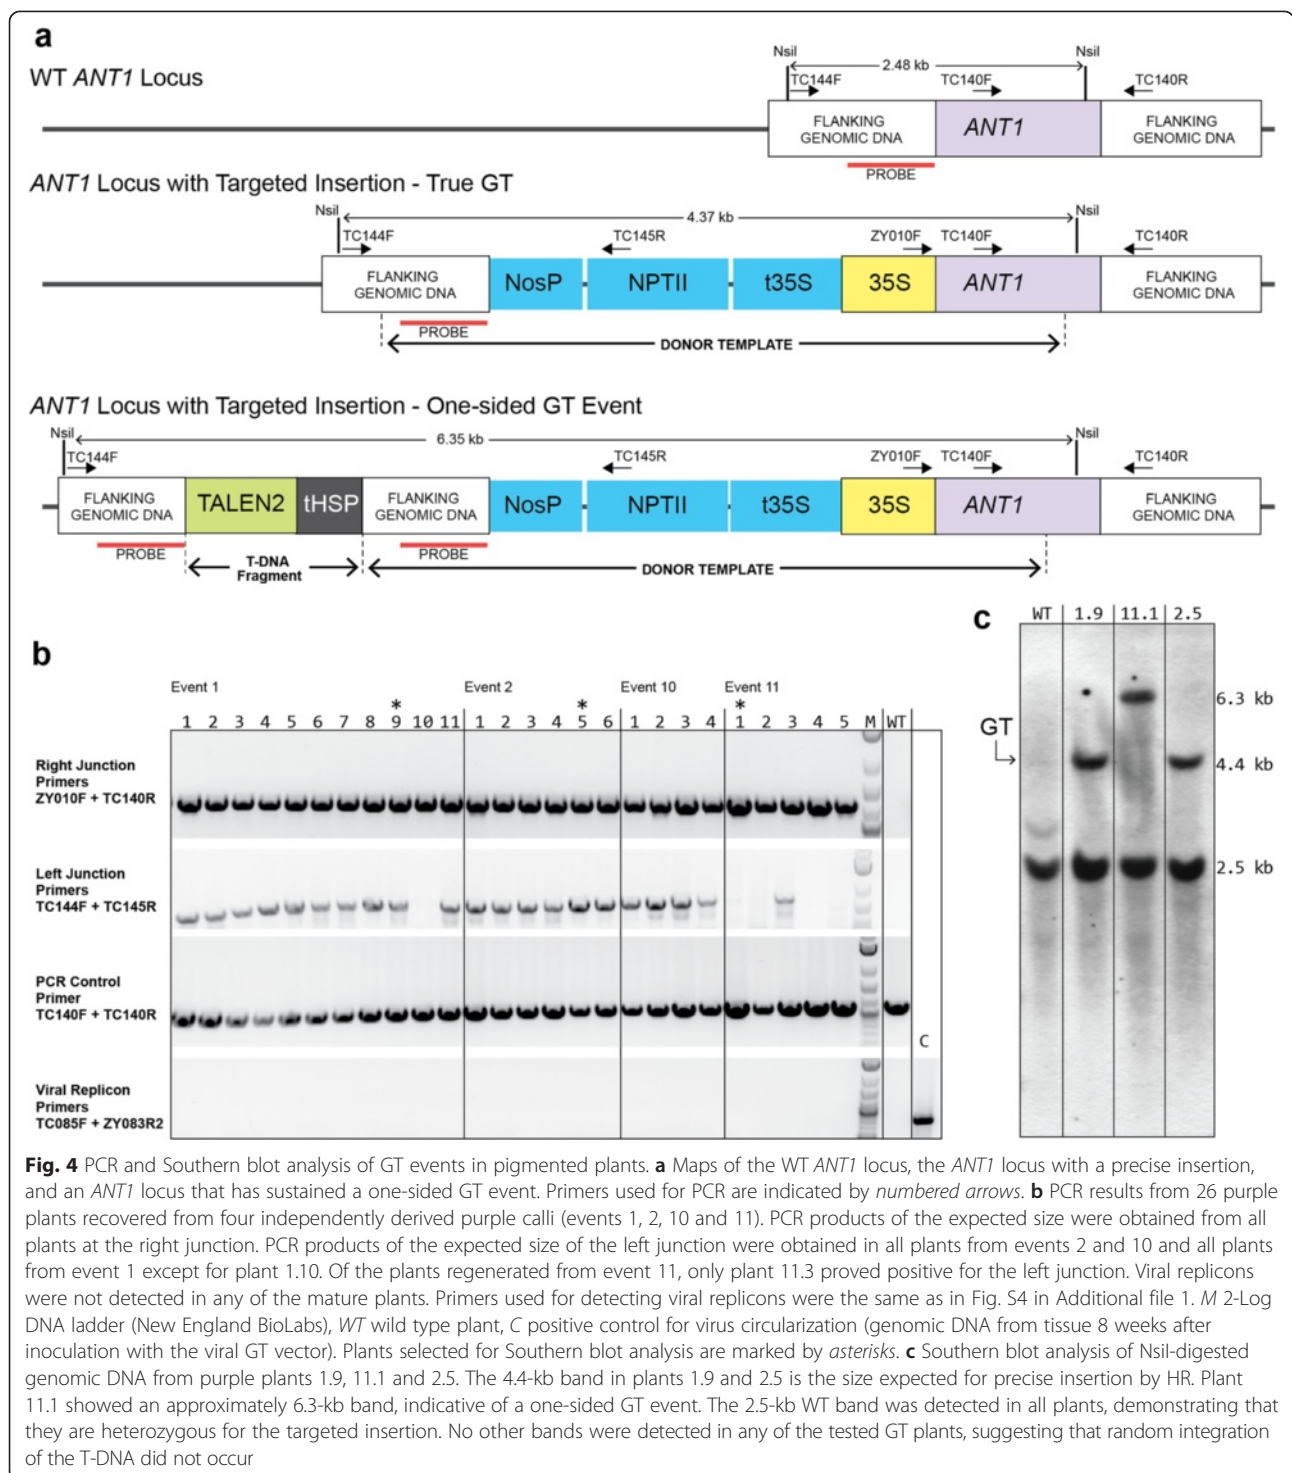 a
WT ANT1 Locus
NsiI NsiI
2.48 kb
TC144F TC140F TC140R
FLANKING GENOMIC DNA ANT1 FLANKING GENOMIC DNA
PROBE
ANT1 Locus with Targeted Insertion - True GT
NsiI NsiI
4.37 kb
TC144F TC145R ZY010F TC140F TC140R
FLANKING GENOMIC DNA NosP NPTII t35S 35S ANT1 FLANKING GENOMIC DNA
PROBE
DONOR TEMPLATE
ANT1 Locus with Targeted Insertion - One-sided GT Event
NsiI NsiI
6.35 kb
TC144F TC145R ZY010F TC140F TC140R
FLANKING GENOMIC DNA TALEN2 tHSP FLANKING GENOMIC DNA NosP NPTII t35S 35S ANT1 FLANKING GENOMIC DNA
PROBE PROBE
T-DNA Fragment DONOR TEMPLATE
b
Event 1 Event 2 Event 10 Event 11
* * *
1 2 3 4 5 6 7 8 9 10 11 1 2 3 4 5 6 1 2 3 4 1 2 3 4 5 M WT
Right Junction
Primers
ZY010F + TC140R
Left Junction
Primers
TC144F + TC145R
PCR Control
Primer
TC140F + TC140R
C
Viral Replicon
Primers
TC085F + ZY083R2
c
WT 1.9 11.1 2.5
6.3 kb
GT
4.4 kb
2.5 kb
Fig. 4 PCR and Southern blot analysis of GT events in pigmented plants. a Maps of the WT ANT1 locus, the ANT1 locus with a precise insertion,
and an ANT1 locus that has sustained a one-sided GT event. Primers used for PCR are indicated by numbered arrows. b PCR results from 26 purple
plants recovered from four independently derived purple calli (events 1, 2, 10 and 11). PCR products of the expected size were obtained from all
plants at the right junction. PCR products of the expected size of the left junction were obtained in all plants from events 2 and 10 and all plants
from event 1 except for plant 1.10. Of the plants regenerated from event 11, only plant 11.3 proved positive for the left junction. Viral replicons
were not detected in any of the mature plants. Primers used for detecting viral replicons were the same as in Fig. S4 in Additional file 1. M 2-Log
DNA ladder (New England BioLabs), WT wild type plant, C positive control for virus circularization (genomic DNA from tissue 8 weeks after
inoculation with the viral GT vector). Plants selected for Southern blot analysis are marked by asterisks. c Southern blot analysis of NsiI-digested
genomic DNA from purple plants 1.9, 11.1 and 2.5. The 4.4-kb band in plants 1.9 and 2.5 is the size expected for precise insertion by HR. Plant
11.1 showed an approximately 6.3-kb band, indicative of a one-sided GT event. The 2.5-kb WT band was detected in all plants, demonstrating that
they are heterozygous for the targeted insertion. No other bands were detected in any of the tested GT plants, suggesting that random integration
of the T-DNA did not occur